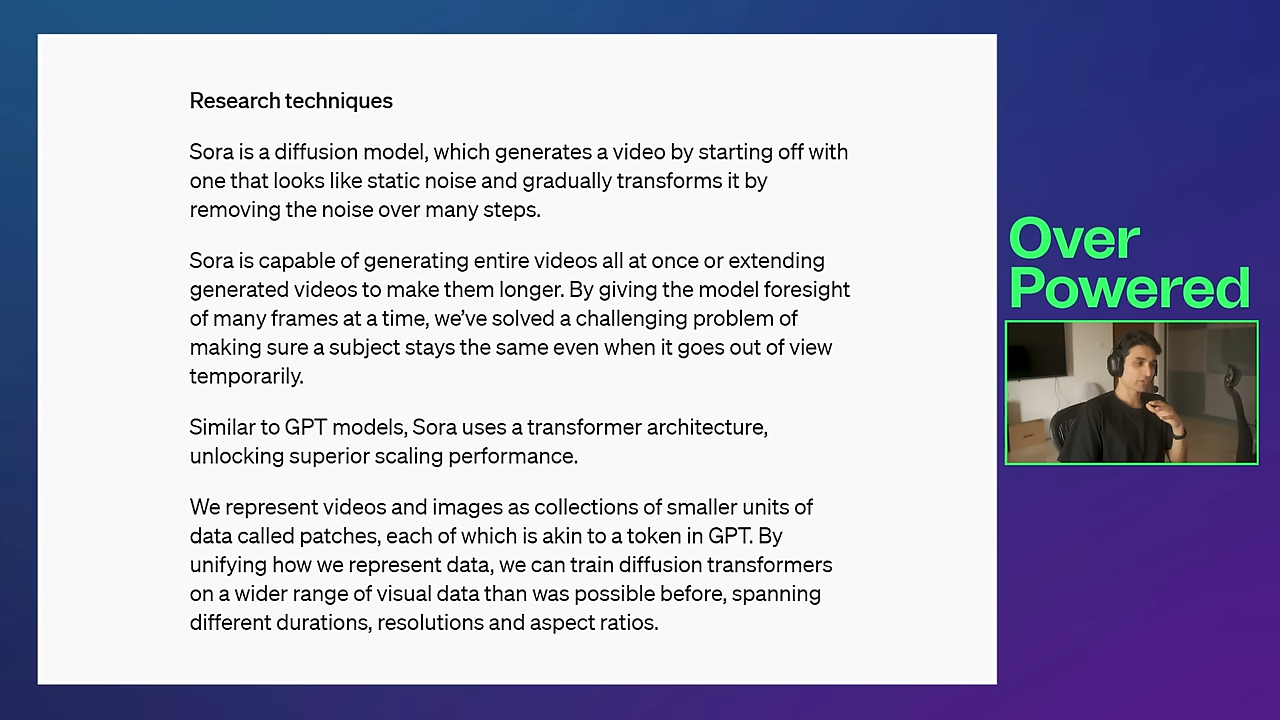 Research techniques
Sora is a diffusion model, which generates a video by starting off with
one that looks like static noise and gradually transforms it by
removing the noise over many steps.
Sora is capable of generating entire videos all at once or extending
generated videos to make them longer. By giving the model foresight
of many frames at a time, we’ve solved a challenging problem of
making sure a subject stays the same even when it goes out of view
temporarily.
Similar to GPT models, Sora uses a transformer architecture,
unlocking superior scaling performance.
We represent videos and images as collections of smaller units of
data called patches, each of which is akin to a token in GPT. By
unifying how we represent data, we can train diffusion transformers
on a wider range of visual data than was possible before, spanning
different durations, resolutions and aspect ratios.
Over
Powered